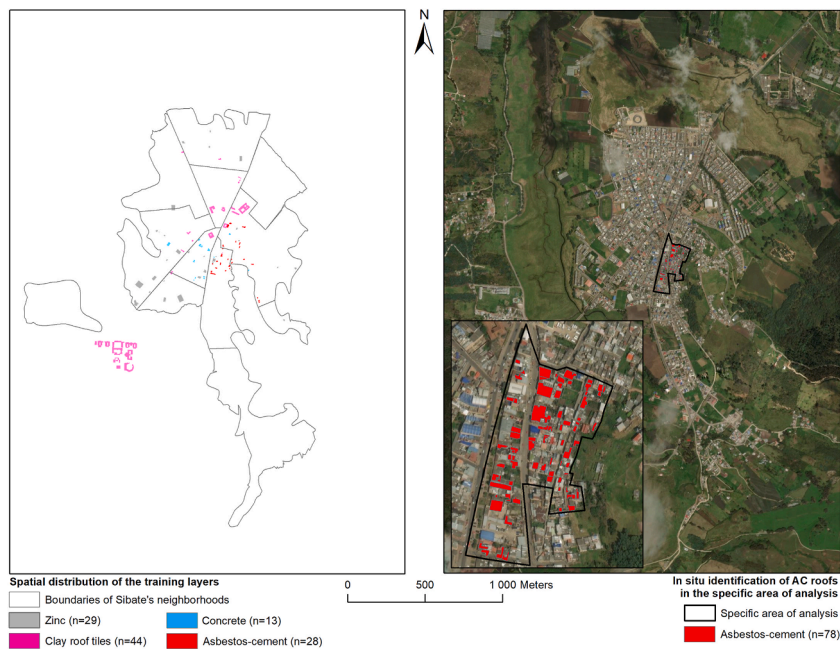 N
Spatial distribution of the training layers
Boundaries of Sibate's neighborhoods
Zinc (n=29)
Concrete (n=13)
Clay roof tiles (n=44)
Asbestos-cement (n=28)
0 500 1 000 Meters
In situ identification of AC roofs
in the specific area of analysis
Specific area of analysis
Asbestos-cement (n=78)